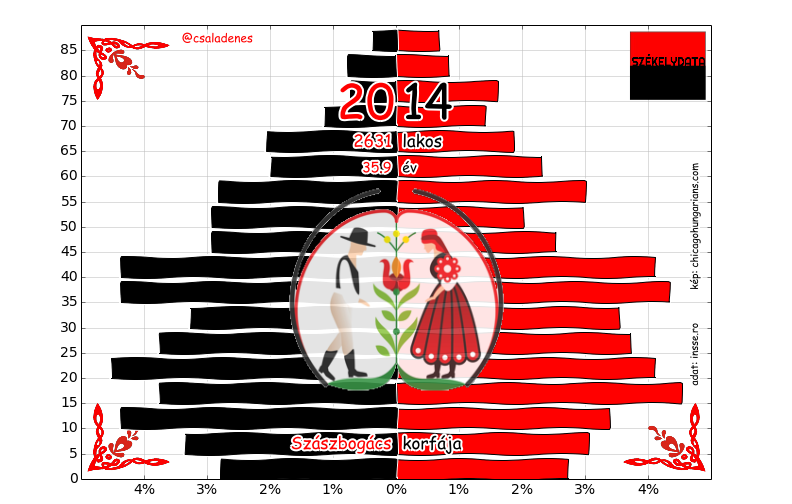 @csaladenes
SZÉKELYDATA
2014
2631 lakos
35.9 év
kép: chicagohungarians.com
adat: insse.ro
Szászbogács korfája
85
80
75
70
65
60
55
50
45
40
35
30
25
20
15
10
5
0
4% 3% 2% 1% 0% 1% 2% 3% 4%